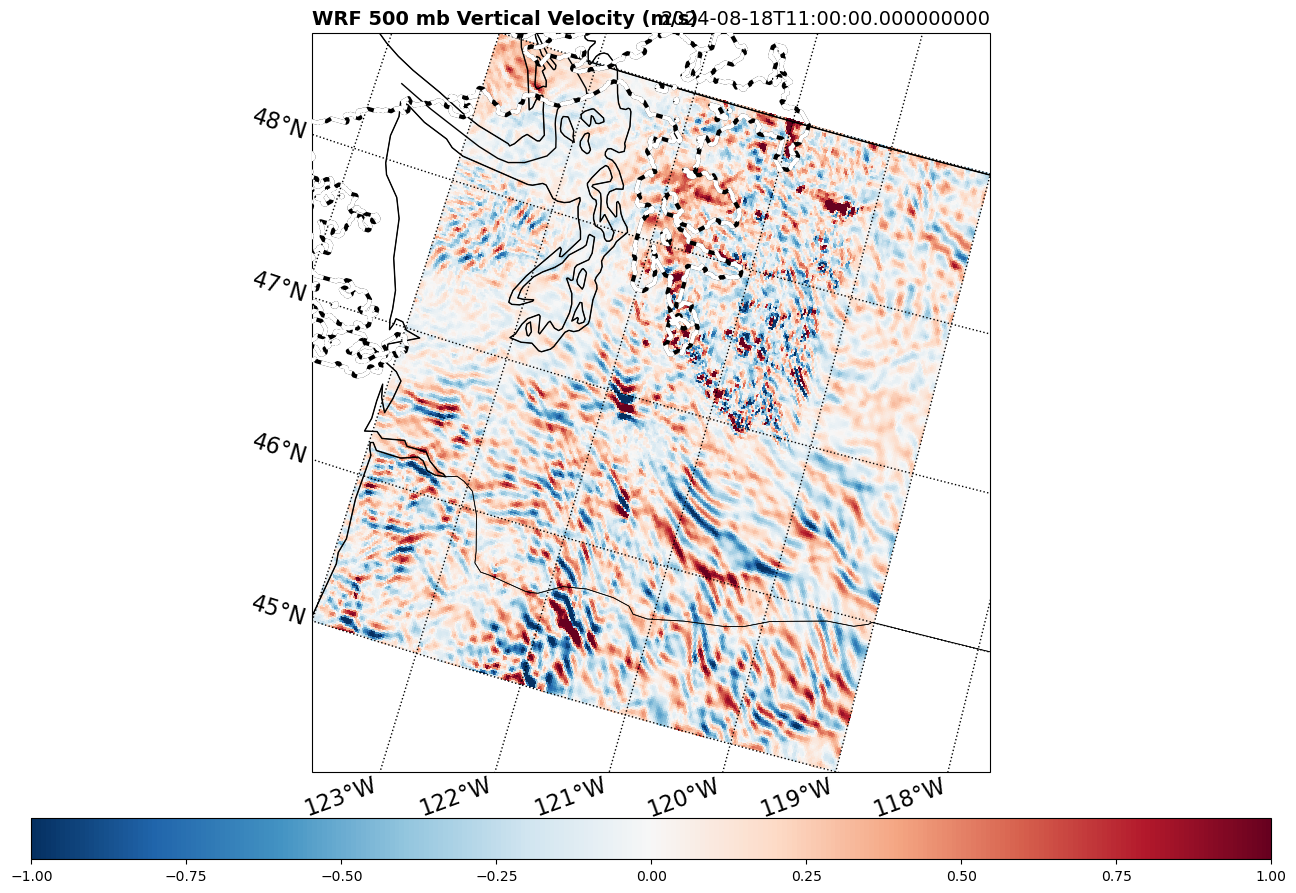 WRF 500 mb Vertical Velocity (m/s)
2024-08-18T11:00:00.000000000
48°N
47°N
46°N
45°N
123°W 122°W 121°W 120°W 119°W 118°W
−1.00 −0.75 −0.50 −0.25 0.00 0.25 0.50 0.75 1.00